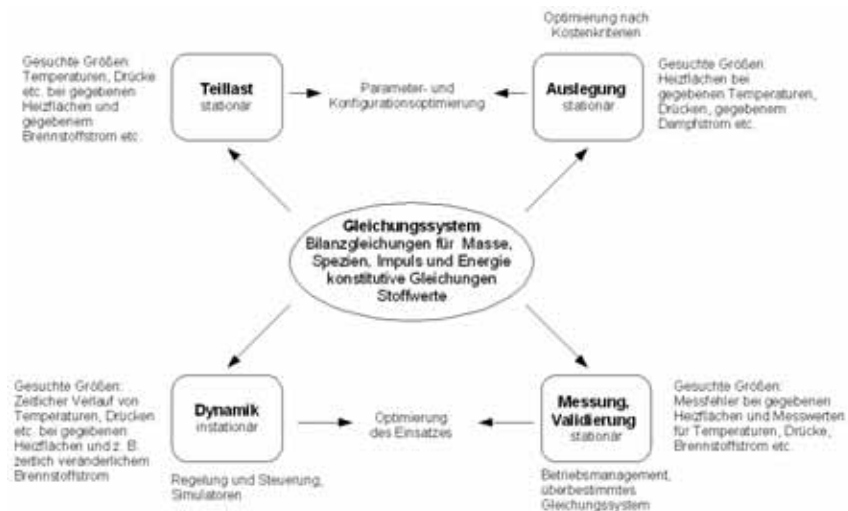 Optimierung nach
Kostenkriterien
Gesuchte Größen:
Temperaturen, Drücke
etc. bei gegebenen
Heizflächen und
gegebenem
Brennstoffstrom etc.
Teillast
stationär
Parameter- und
Konfigurationsoptimierung
Auslegung
stationär
Gesuchte Größen:
Heizflächen bei
gegebenen Temperaturen,
Drücken, gegebenem
Dampfstrom etc.
Gleichungssystem
Bilanzgleichungen für Masse,
Spezien, Impuls und Energie
konstitutive Gleichungen
Stoffwerte
Gesuchte Größen:
Zeitlicher Verlauf von
Temperaturen, Drücken
etc. bei gegebenen
Heizflächen und z. B.
zeitlich veränderlichem
Brennstoffstrom
Dynamik
instationär
Regelung und Steuerung,
Simulatoren
Optimierung
des Einsatzes
Messung,
Validierung
stationär
Betriebsmanagement,
überbestimmtes
Gleichungssystem
Gesuchte Größen:
Messfehler bei gegebenen
Heizflächen und Messwerten
für Temperaturen, Drücke,
Brennstoffstrom etc.